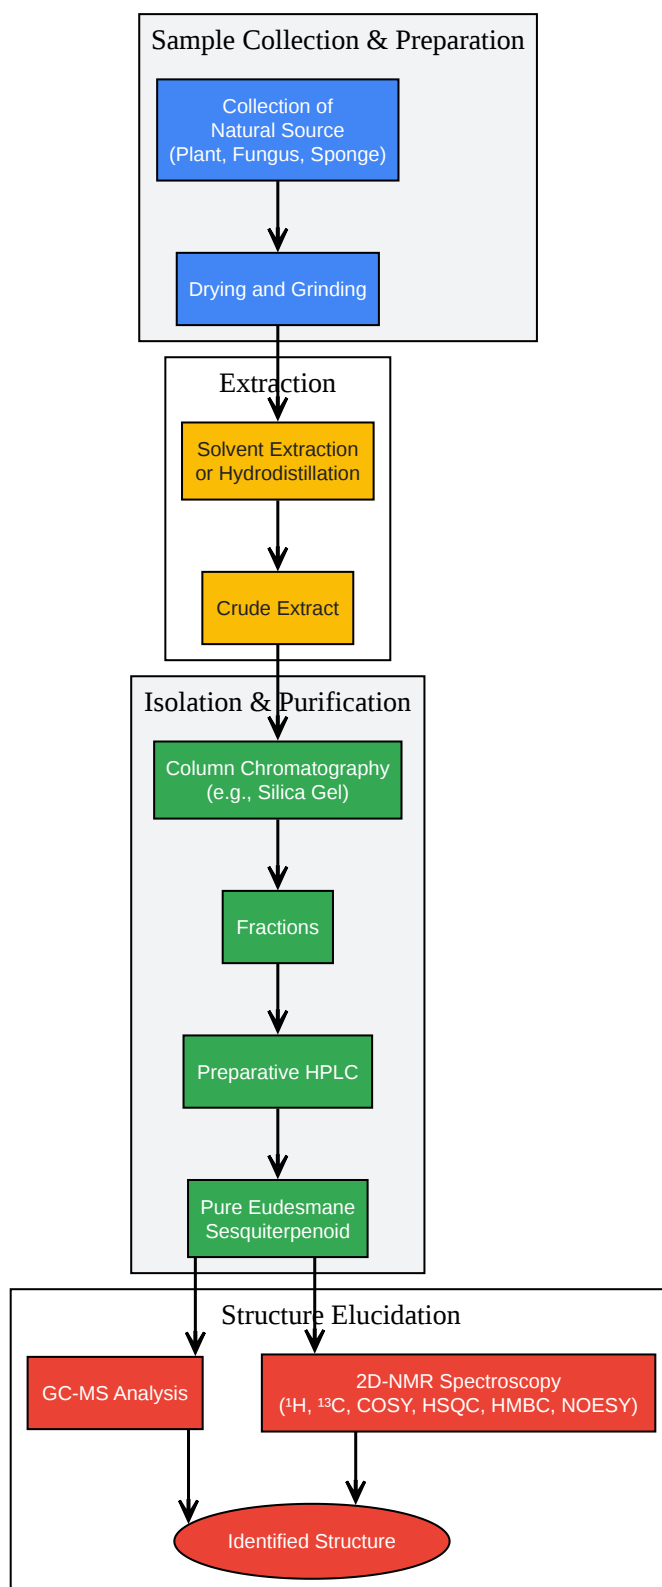 Sample Collection & Preparation
Collection of
Natural Source
(Plant, Fungus, Sponge)
Drying and Grinding
Extraction
Solvent Extraction
or Hydrodistillation
Crude Extract
Isolation & Purification
Column Chromatography
(e.g., Silica Gel)
Fractions
Preparative HPLC
Pure Eudesmane
Sesquiterpenoid
Structure Elucidation
GC-MS Analysis
2D-NMR Spectroscopy
(¹H, ¹³C, COSY, HSQC, HMBC, NOESY)
Identified Structure